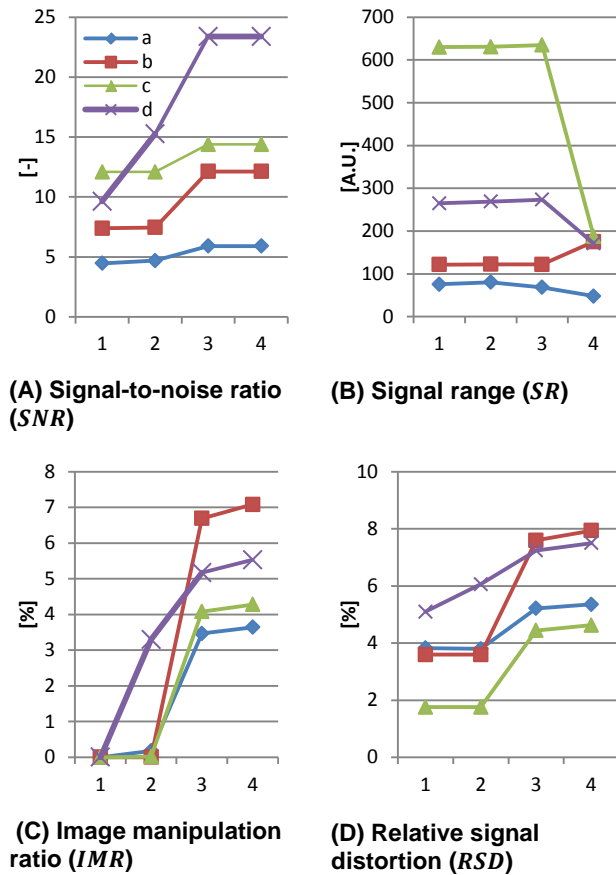 25
20
15
10
5
0
[-]
a
b
c
d
1 2 3 4
(A) Signal-to-noise ratio
(SNR)
700
600
500
400
300
200
100
0
[A.U.]
1 2 3 4
(B) Signal range (SR)
8
7
6
5
4
3
2
1
0
[%]
1 2 3 4
(C) Image manipulation
ratio (IMR)
10
8
6
4
2
0
[%]
1 2 3 4
(D) Relative signal
distortion (RSD)